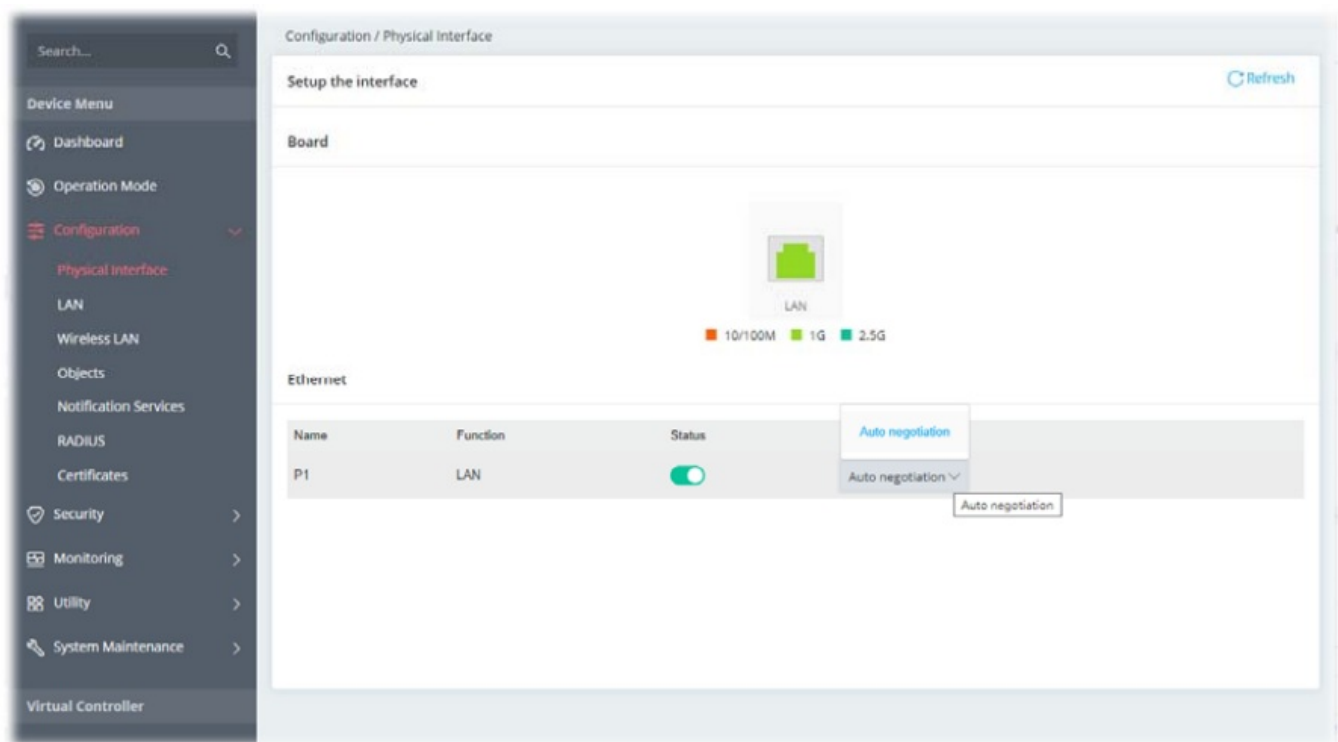 Search...
Device Menu
Dashboard
Operation Mode
Configuration
Physical Interface
LAN
Wireless LAN
Objects
Notification Services
RADIUS
Certificates
Security
Monitoring
Utility
System Maintenance
Virtual Controller
Configuration / Physical Interface
Setup the interface
Refresh
Board
LAN
10/100M 1G 2.5G
Ethernet
Name Function Status Auto negotiation
P1 LAN Auto negotiation
Auto negotiation